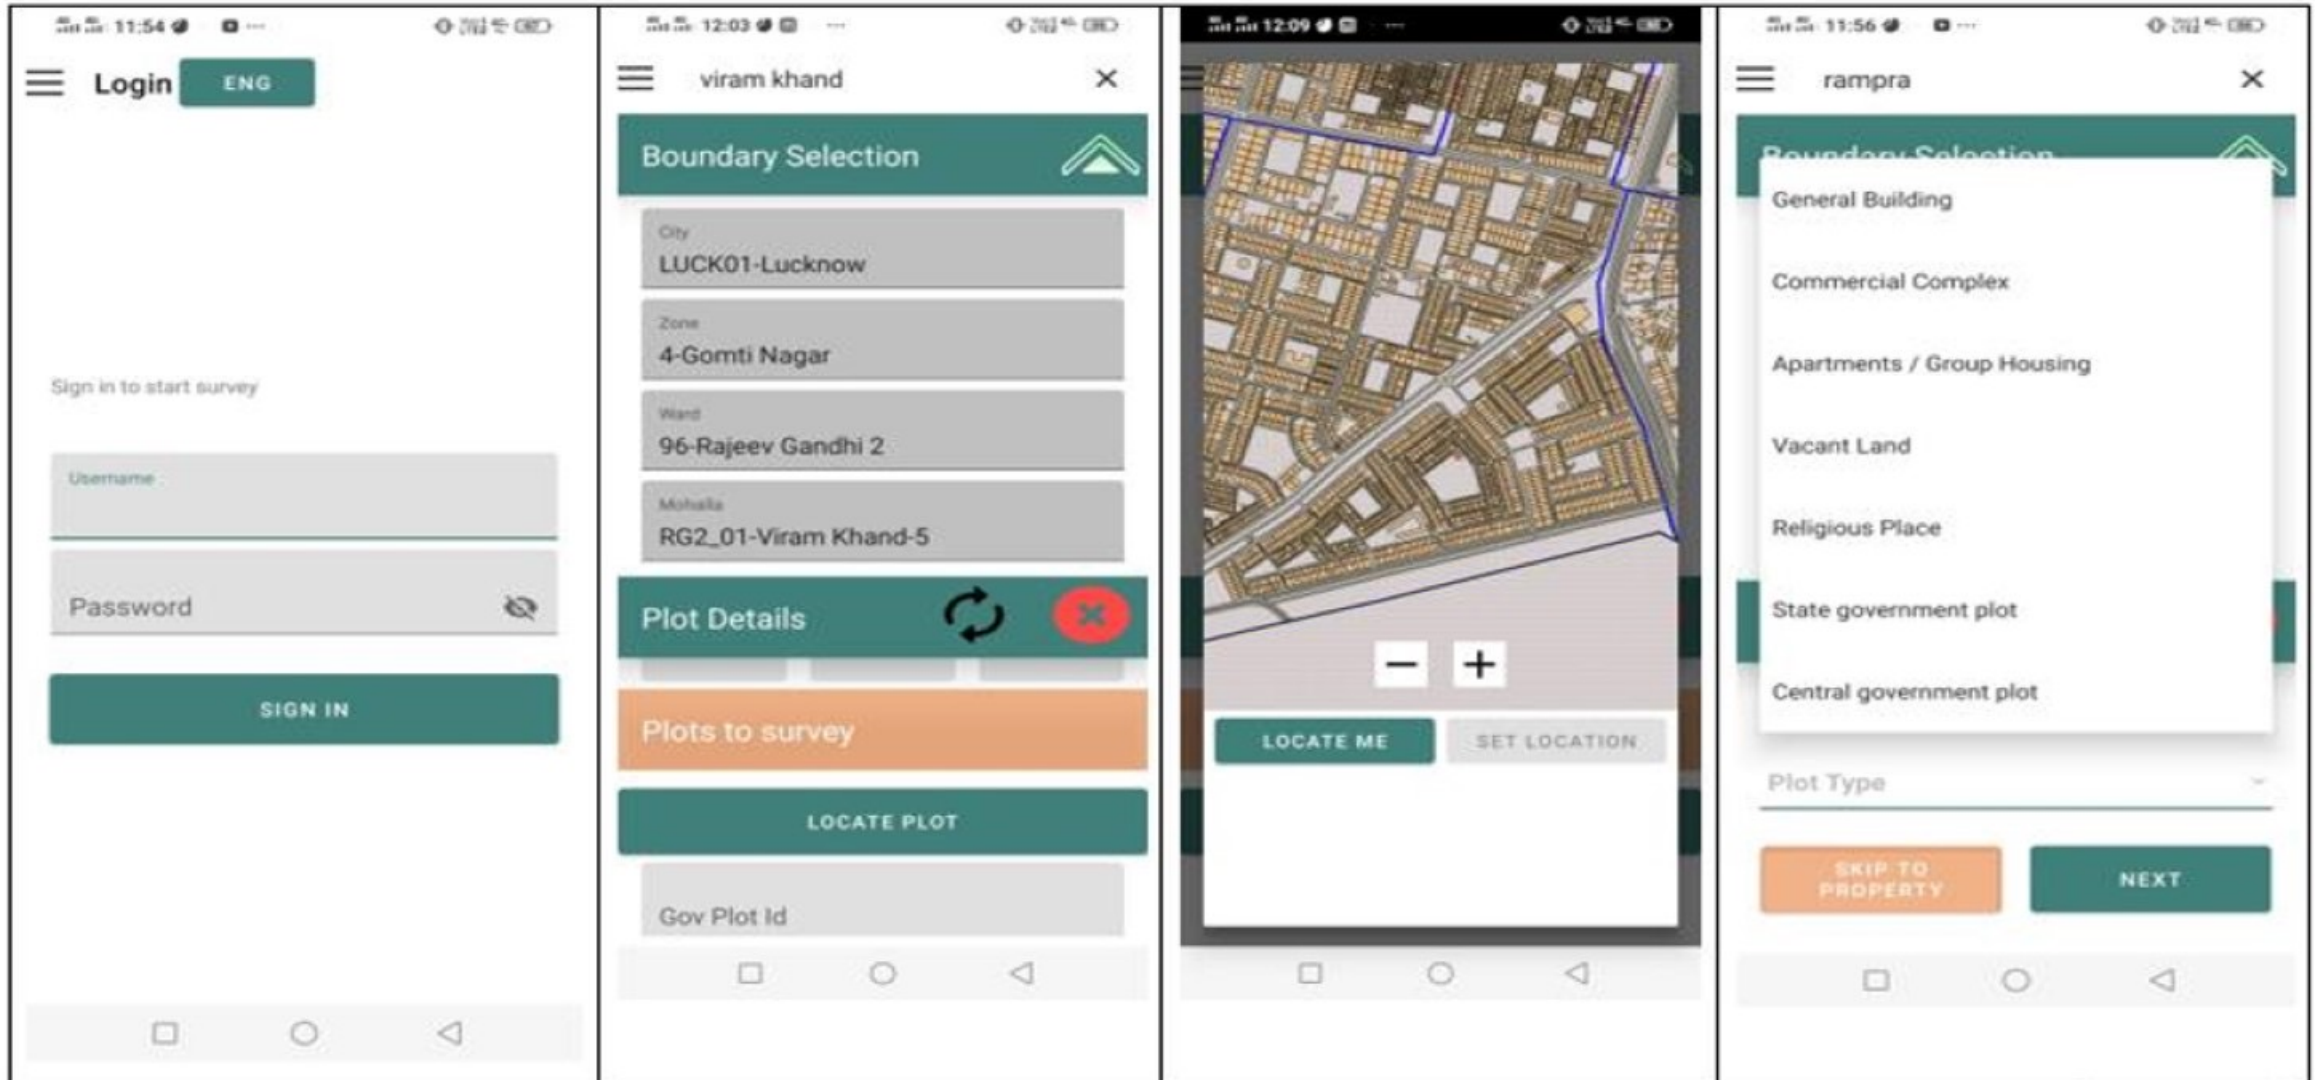 11:54
Login ENG
Sign in to start survey
Username
Password
SIGN IN
12:03
viram khand
Boundary Selection
City
LUCK01-Lucknow
Zone
4-Gomti Nagar
Ward
96-Rajeev Gandhi 2
Mohalla
RG2_01-Viram Khand-5
Plot Details
Plots to survey
LOCATE PLOT
Gov Plot Id
12:09
LOCATE ME SET LOCATION
11:56
rampra
Boundary Selection
General Building
Commercial Complex
Apartments / Group Housing
Vacant Land
Religious Place
State government plot
Central government plot
Plot Type
SKIP TO
PROPERTY
NEXT